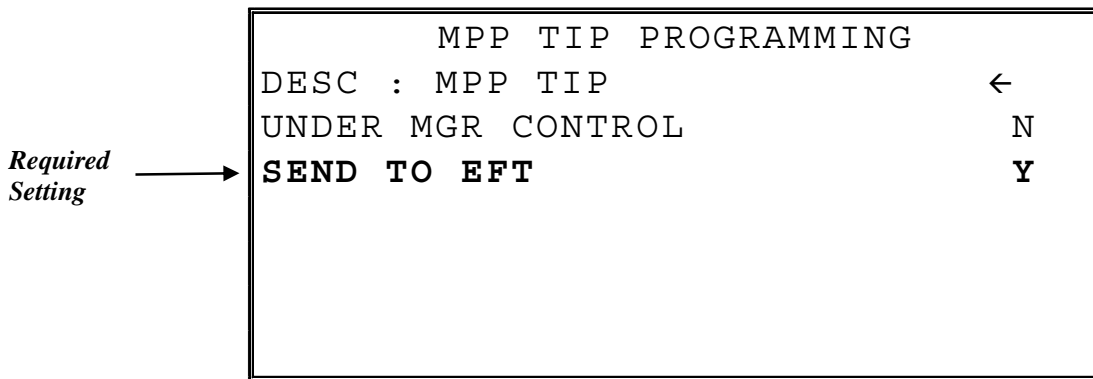 MPP TIP PROGRAMMING
DESC : MPP TIP ←
UNDER MGR CONTROL N
Required
Setting
SEND TO EFT Y